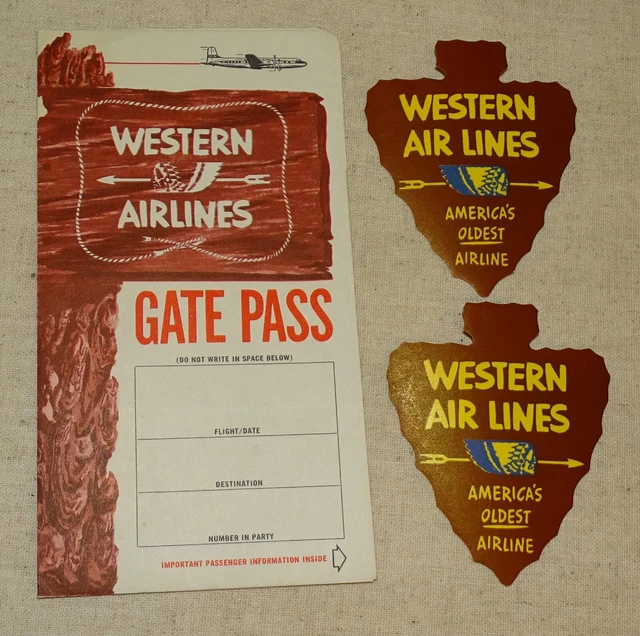 WESTERN
AIRLINES
GATE PASS
(DO NOT WRITE IN SPACE BELOW)
FLIGHT/DATE
DESTINATION
NUMBER IN PARTY
IMPORTANT PASSENGER INFORMATION INSIDE
WESTERN
AIR LINES
AMERICA'S
OLDEST
AIRLINE
WESTERN
AIR LINES
AMERICA'S
OLDEST
AIRLINE